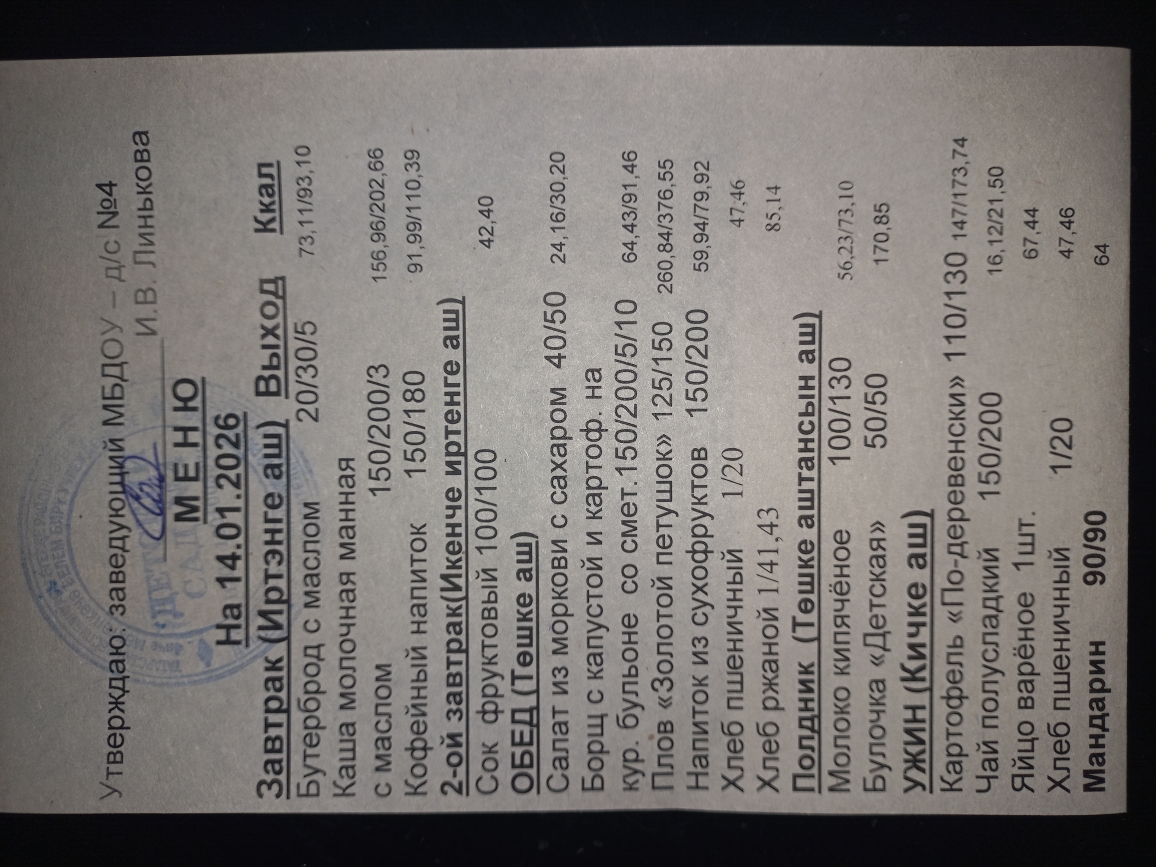 Утверждаю: заведующий МБДОУ – д/с №4
И.В. Линькова
М Е Н Ю
На 14.01.2026
Завтрак (Иртэнге аш) Выход Ккал
Бутерброд с маслом 20/30/5 73,11/93,10
Каша молочная манная
с маслом 150/200/3 156,96/202,66
Кофейный напиток 150/180 91,99/110,39
2-ой завтрак(Икенче иртенге аш)
Сок фруктовый 100/100 42,40
ОБЕД (Төшке аш)
Салат из моркови с сахаром 40/50 24,16/30,20
Борщ с капустой и картоф. на
кур. бульоне со смет.150/200/5/10 64,43/91,46
Плов «Золотой петушок» 125/150 260,84/376,55
Напиток из сухофруктов 150/200 59,94/79,92
Хлеб пшеничный 1/20 47,46
Хлеб ржаной 1/41,43 85,14
Полдник (Төшке аштансын аш)
Молоко кипячёное 100/130 56,23/73,10
Булочка «Детская» 50/50 170,85
УЖИН (Кичке аш)
Картофель «По-деревенски» 110/130 147/173,74
Чай полусладкий 150/200 16,12/21,50
Яйцо варёное 1шт. 67,44
Хлеб пшеничный 1/20 47,46
Мандарин 90/90 64